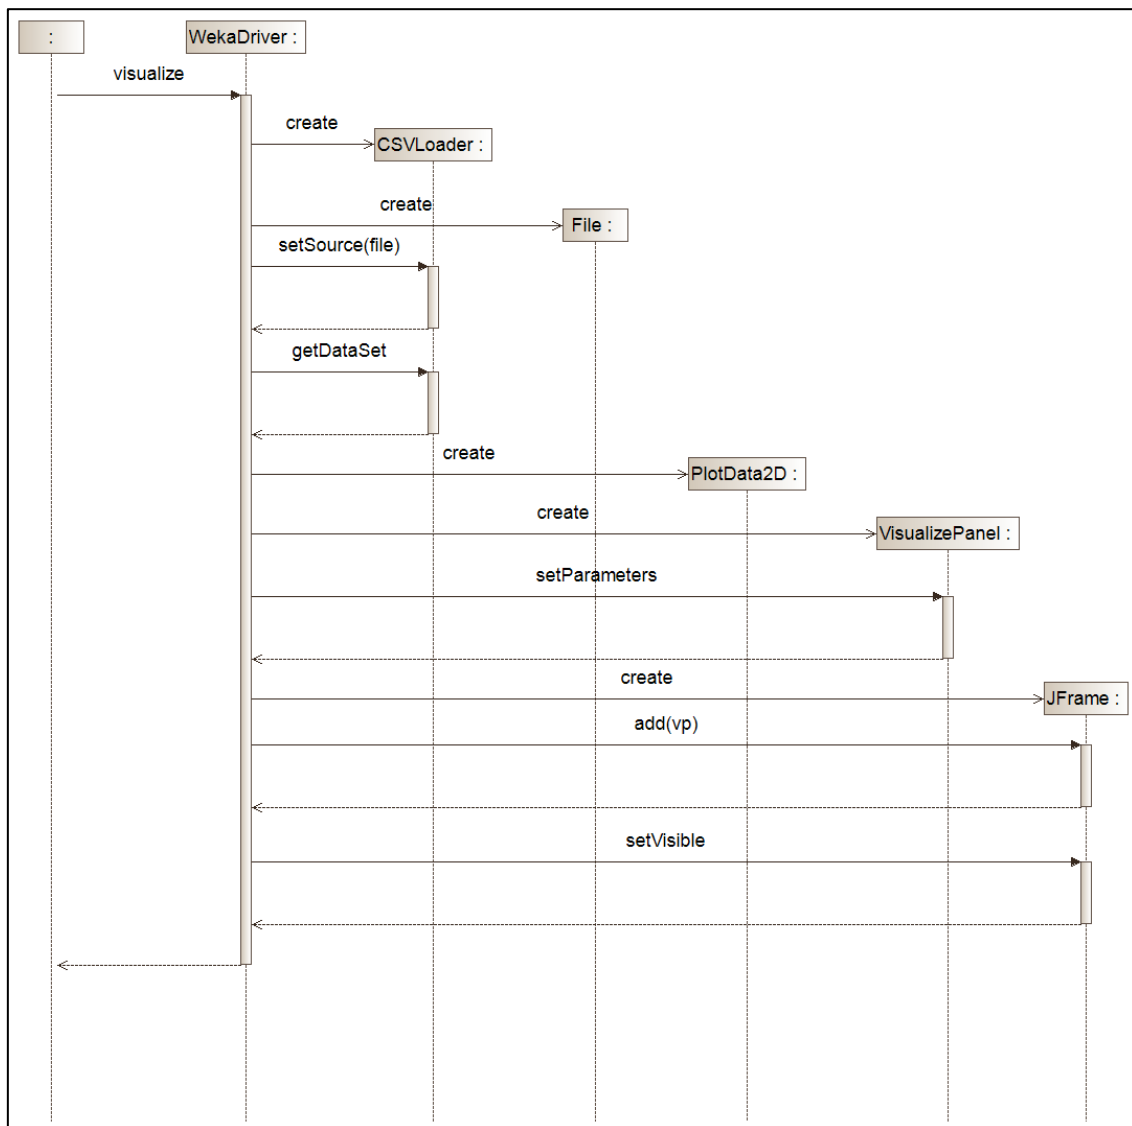 :
WekaDriver :
visualize
create
CSVLoader :
create
File :
setSource(file)
getDataSet
create
PlotData2D :
create
VisualizePanel :
setParameters
create
JFrame :
add(vp)
setVisible